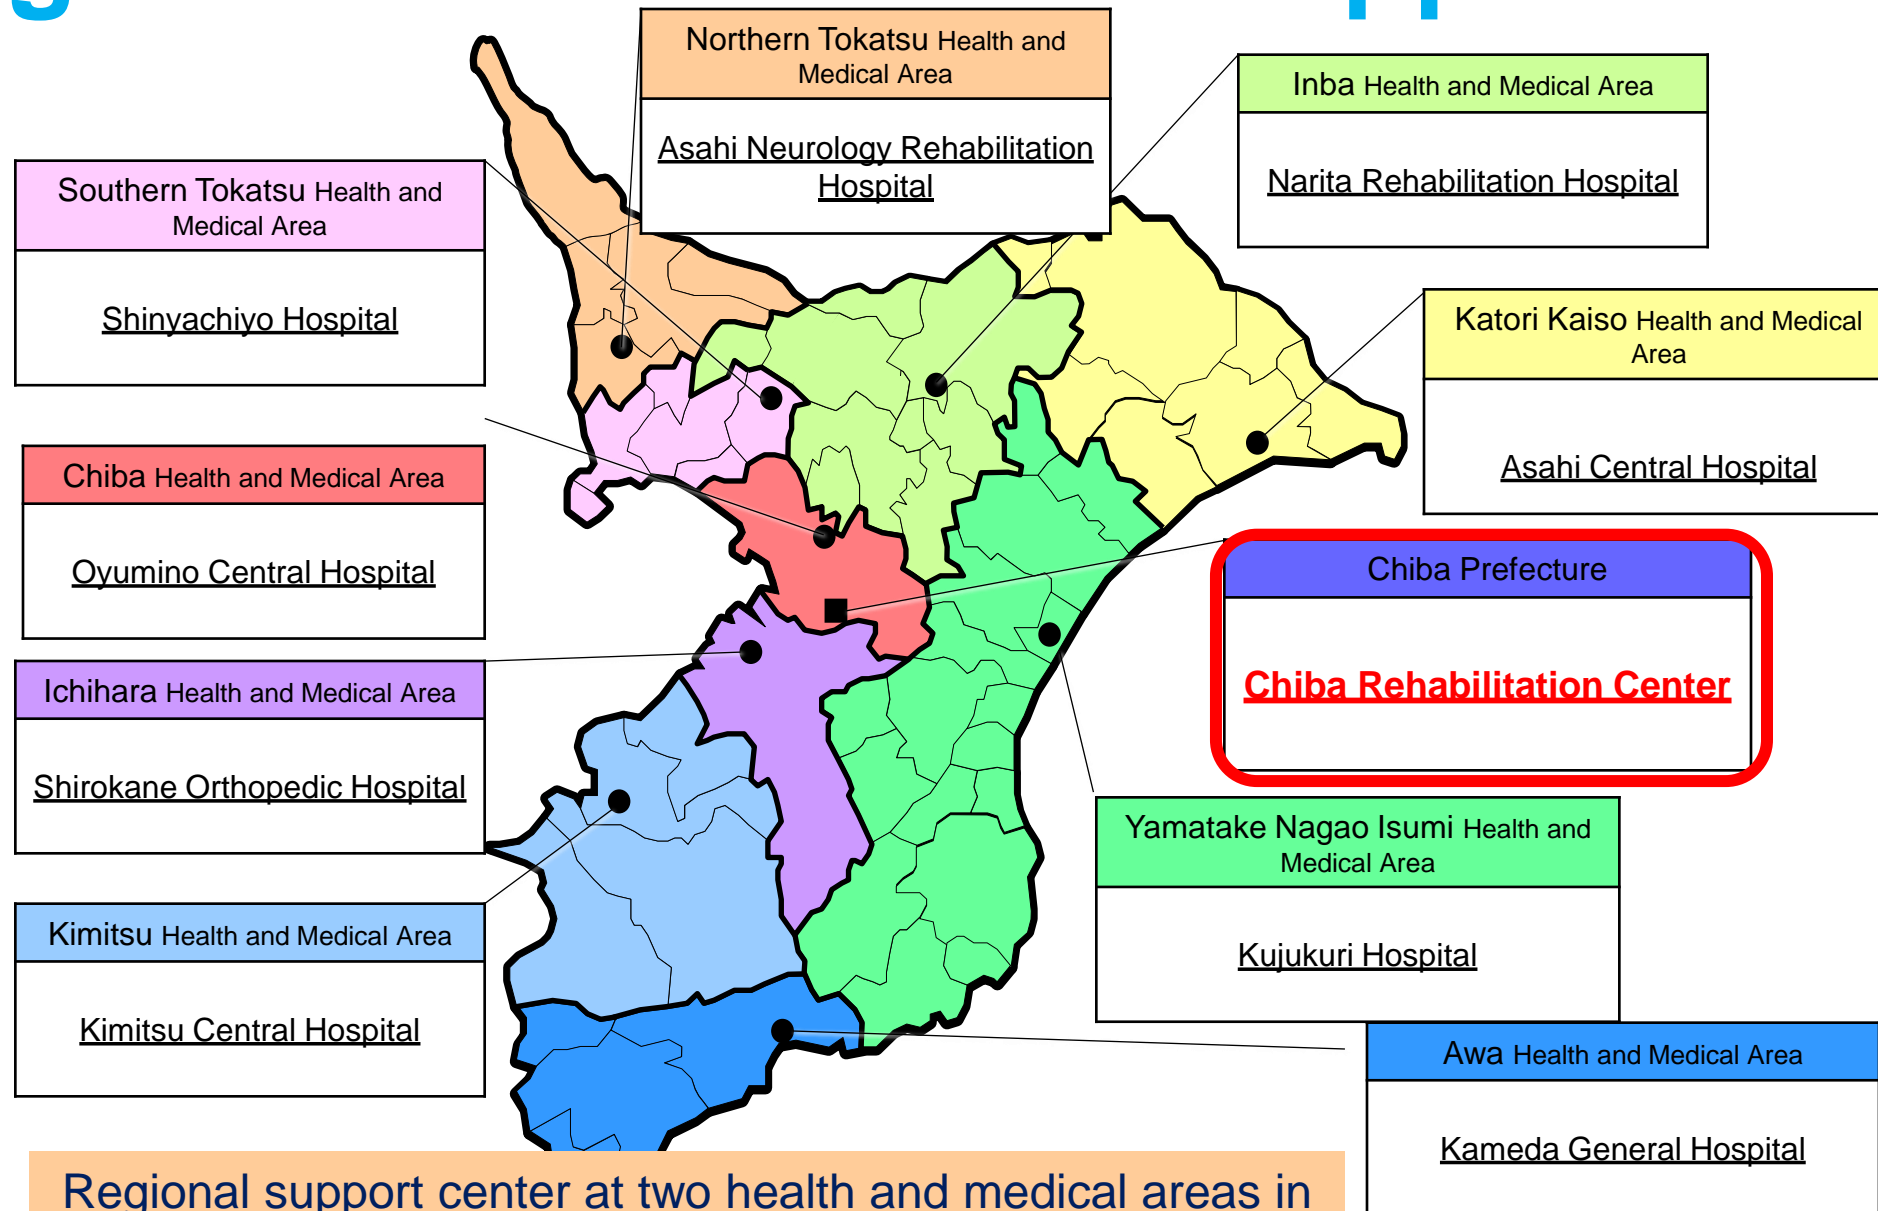 Northern Tokatsu Health and
Medical Area
Asahi Neurology Rehabilitation
Hospital
Inba Health and Medical Area
Narita Rehabilitation Hospital
Southern Tokatsu Health and
Medical Area
Shinyachiyo Hospital
Katori Kaiso Health and Medical
Area
Asahi Central Hospital
Chiba Health and Medical Area
Oyumino Central Hospital
Chiba Prefecture
Chiba Rehabilitation Center
Ichihara Health and Medical Area
Shirokane Orthopedic Hospital
Yamatake Nagao Isumi Health and
Medical Area
Kujukuri Hospital
Kimitsu Health and Medical Area
Kimitsu Central Hospital
Awa Health and Medical Area
Kameda General Hospital
Regional support center at two health and medical areas in